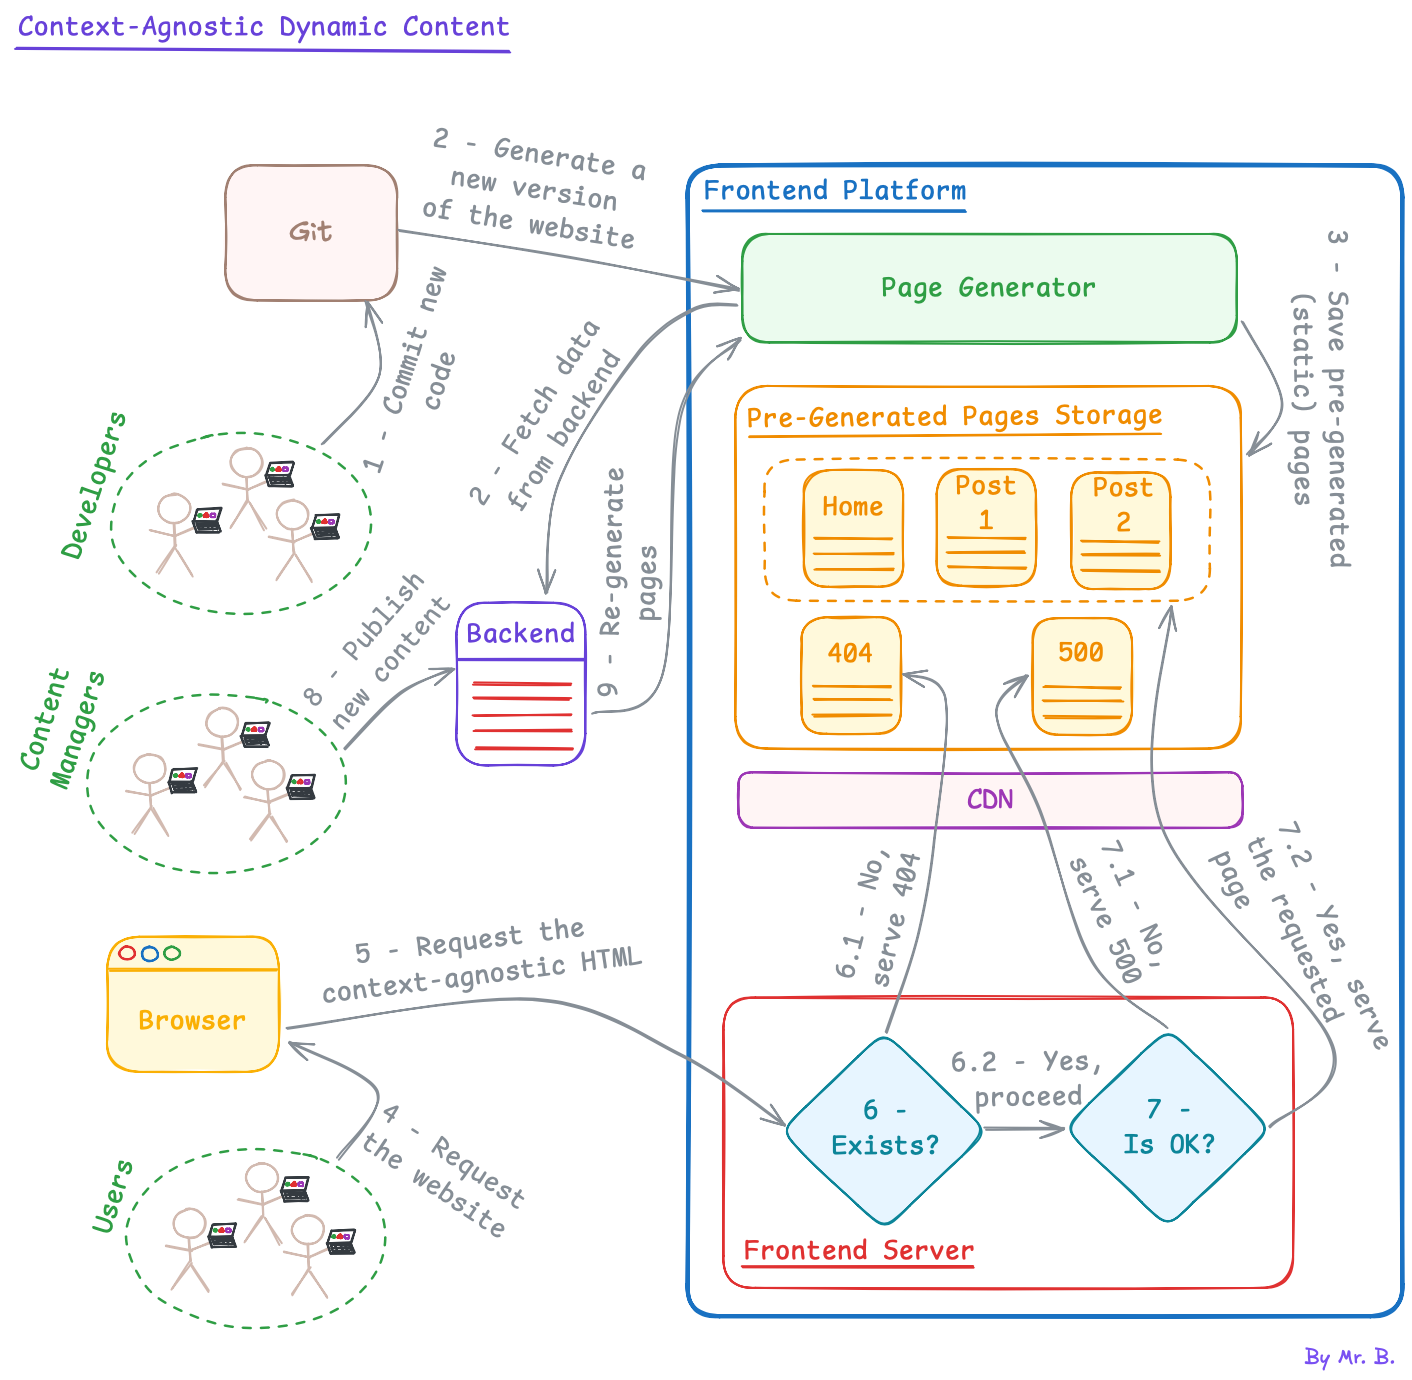 Context-Agnostic Dynamic Content
2 - Generate a
new version
of the website
Git
1 - Commit new
code
Developers
2 - Fetch data
from backend
Frontend Platform
Page Generator
3 - Save pre-generated
(static) pages
Pre-Generated Pages Storage
Home
Post
1
Post
2
404
500
9 - Re-generate
pages
8 - Publish
new content
Backend
Content
Managers
CDN
5 - Request the
context-agnostic HTML
Browser
4 - Request
the website
Users
6.1 - No,
serve 404
7.1 - No,
serve 500
7.2 - Yes, serve
the requested
page
6 -
Exists?
6.2 - Yes,
proceed
7 -
Is OK?
Frontend Server
By Mr. B.